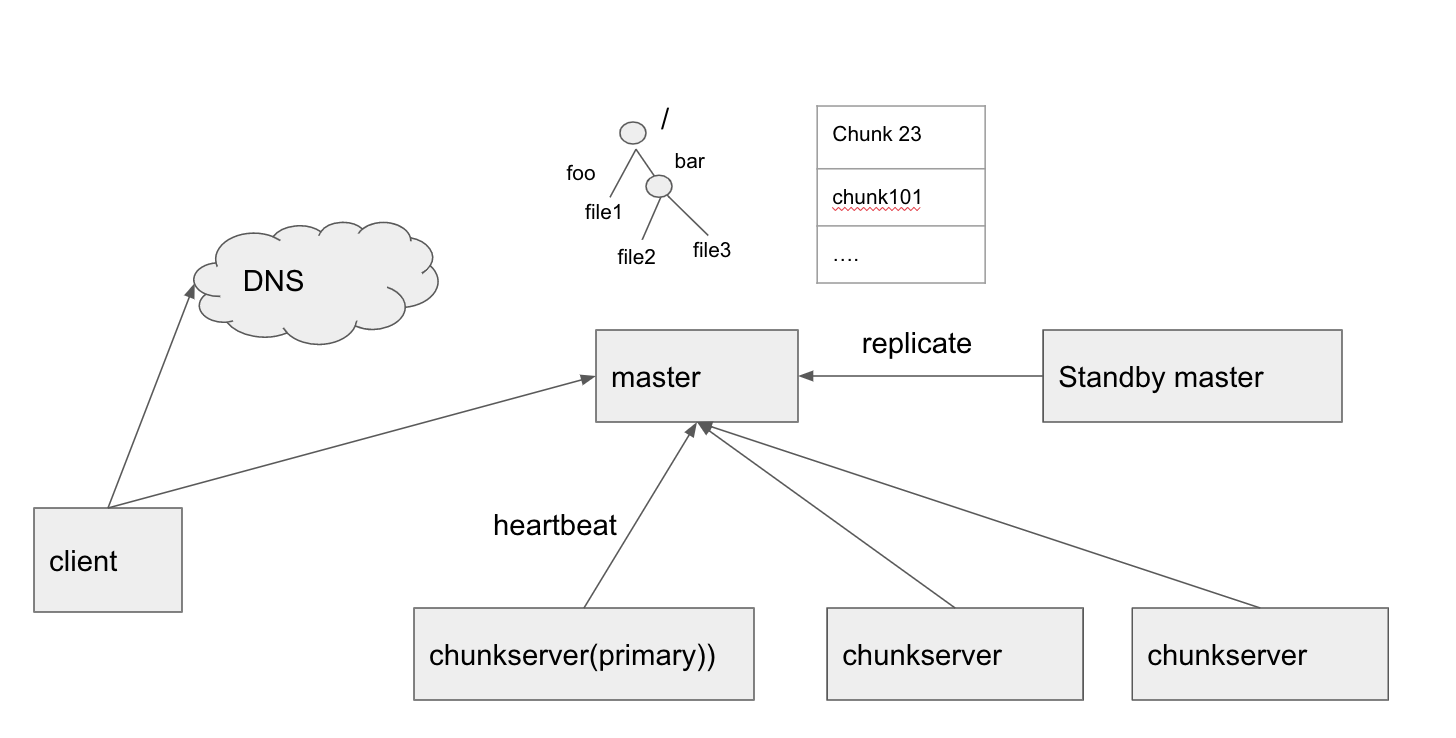 /
foo
bar
file1
file2
file3
Chunk 23
chunk101
....
DNS
master
replicate
Standby master
client
heartbeat
chunkserver(primary))
chunkserver
chunkserver